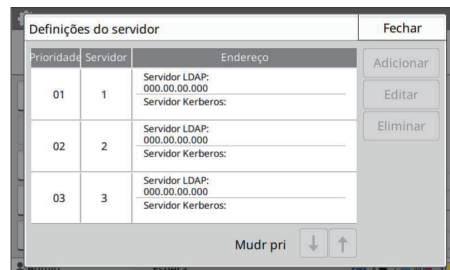 Definições do servidor
Fechar
Prioridade Servidor Endereço
Adicionar
Editar
Eliminar
01 1 Servidor LDAP:
000.00.00.000
Servidor Kerberos:
02 2 Servidor LDAP:
000.00.00.000
Servidor Kerberos:
03 3 Servidor LDAP:
000.00.00.000
Servidor Kerberos:
Mudr pri